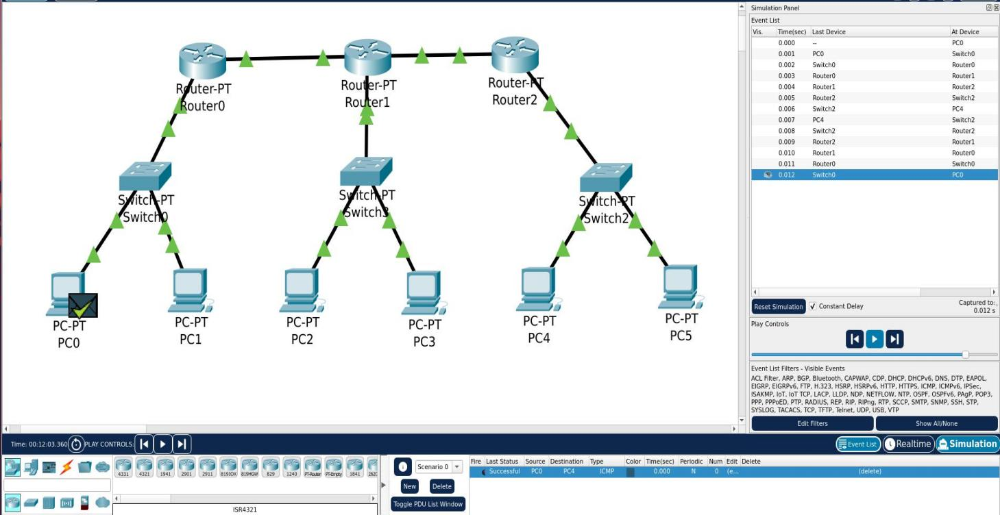 Simulation Panel
Event List
Vis. Time(sec) Last Device At Device
0.000 -- PC0
0.001 PC0 Switch0
0.002 Switch0 Router0
0.003 Router0 Router1
0.004 Router1 Router2
0.005 Router2 Switch2
0.006 Switch2 PC4
0.007 PC4 Switch2
0.008 Switch2 Router2
0.009 Router2 Router1
0.010 Router1 Router0
0.011 Router0 Switch0
0.012 Switch0 PC0
Router-PT
Router0
Router-PT
Router1
Router-PT
Router2
Switch-PT
Switch0
Switch-PT
Switch3
Switch-PT
Switch2
PC-PT
PC0
PC-PT
PC1
PC-PT
PC2
PC-PT
PC3
PC-PT
PC4
PC-PT
PC5
Reset Simulation Constant Delay Captured to:
0.012 s
Play Controls
Event List Filters - Visible Events
ACL Filter, ARP, BGP, Bluetooth, CAPWAP, CDP, DHCP, DHCPv6, DNS, DTP, EAPOL,
EIGRP, EIGRPv6, FTP, H.323, HSRP, HSRPv6, HTTP, HTTPS, ICMP, ICMPv6, IPSec,
ISAKMP, IoT, IoT TCP, LACP, LLDP, NDP, NETFLOW, NTP, OSPF, OSPFv6, PAgP, POP3,
PPP, PPPoED, PTP, RADIUS, REP, RIP, RIPng, RTP, SCCP, SMTP, SNMP, SSH, STP,
SYSLOG, TACACS, TCP, TFTP, Telnet, UDP, USB, VTP
Edit Filters Show All/None
Time: 00:12:03.360 PLAY CONTROLS: Event List Realtime Simulation
4331 4321 1941 2901 2911 819IOX 819HGW 829 1240 PT-Router PT-Empty 1841 262
ISR4321
Scenario 0
New Delete
Toggle PDU List Window
Fire Last Status Source Destination Type Color Time(sec) Periodic Num Edit Delete
Successful PC0 PC4 ICMP 0.000 N 0 (e... (delete)